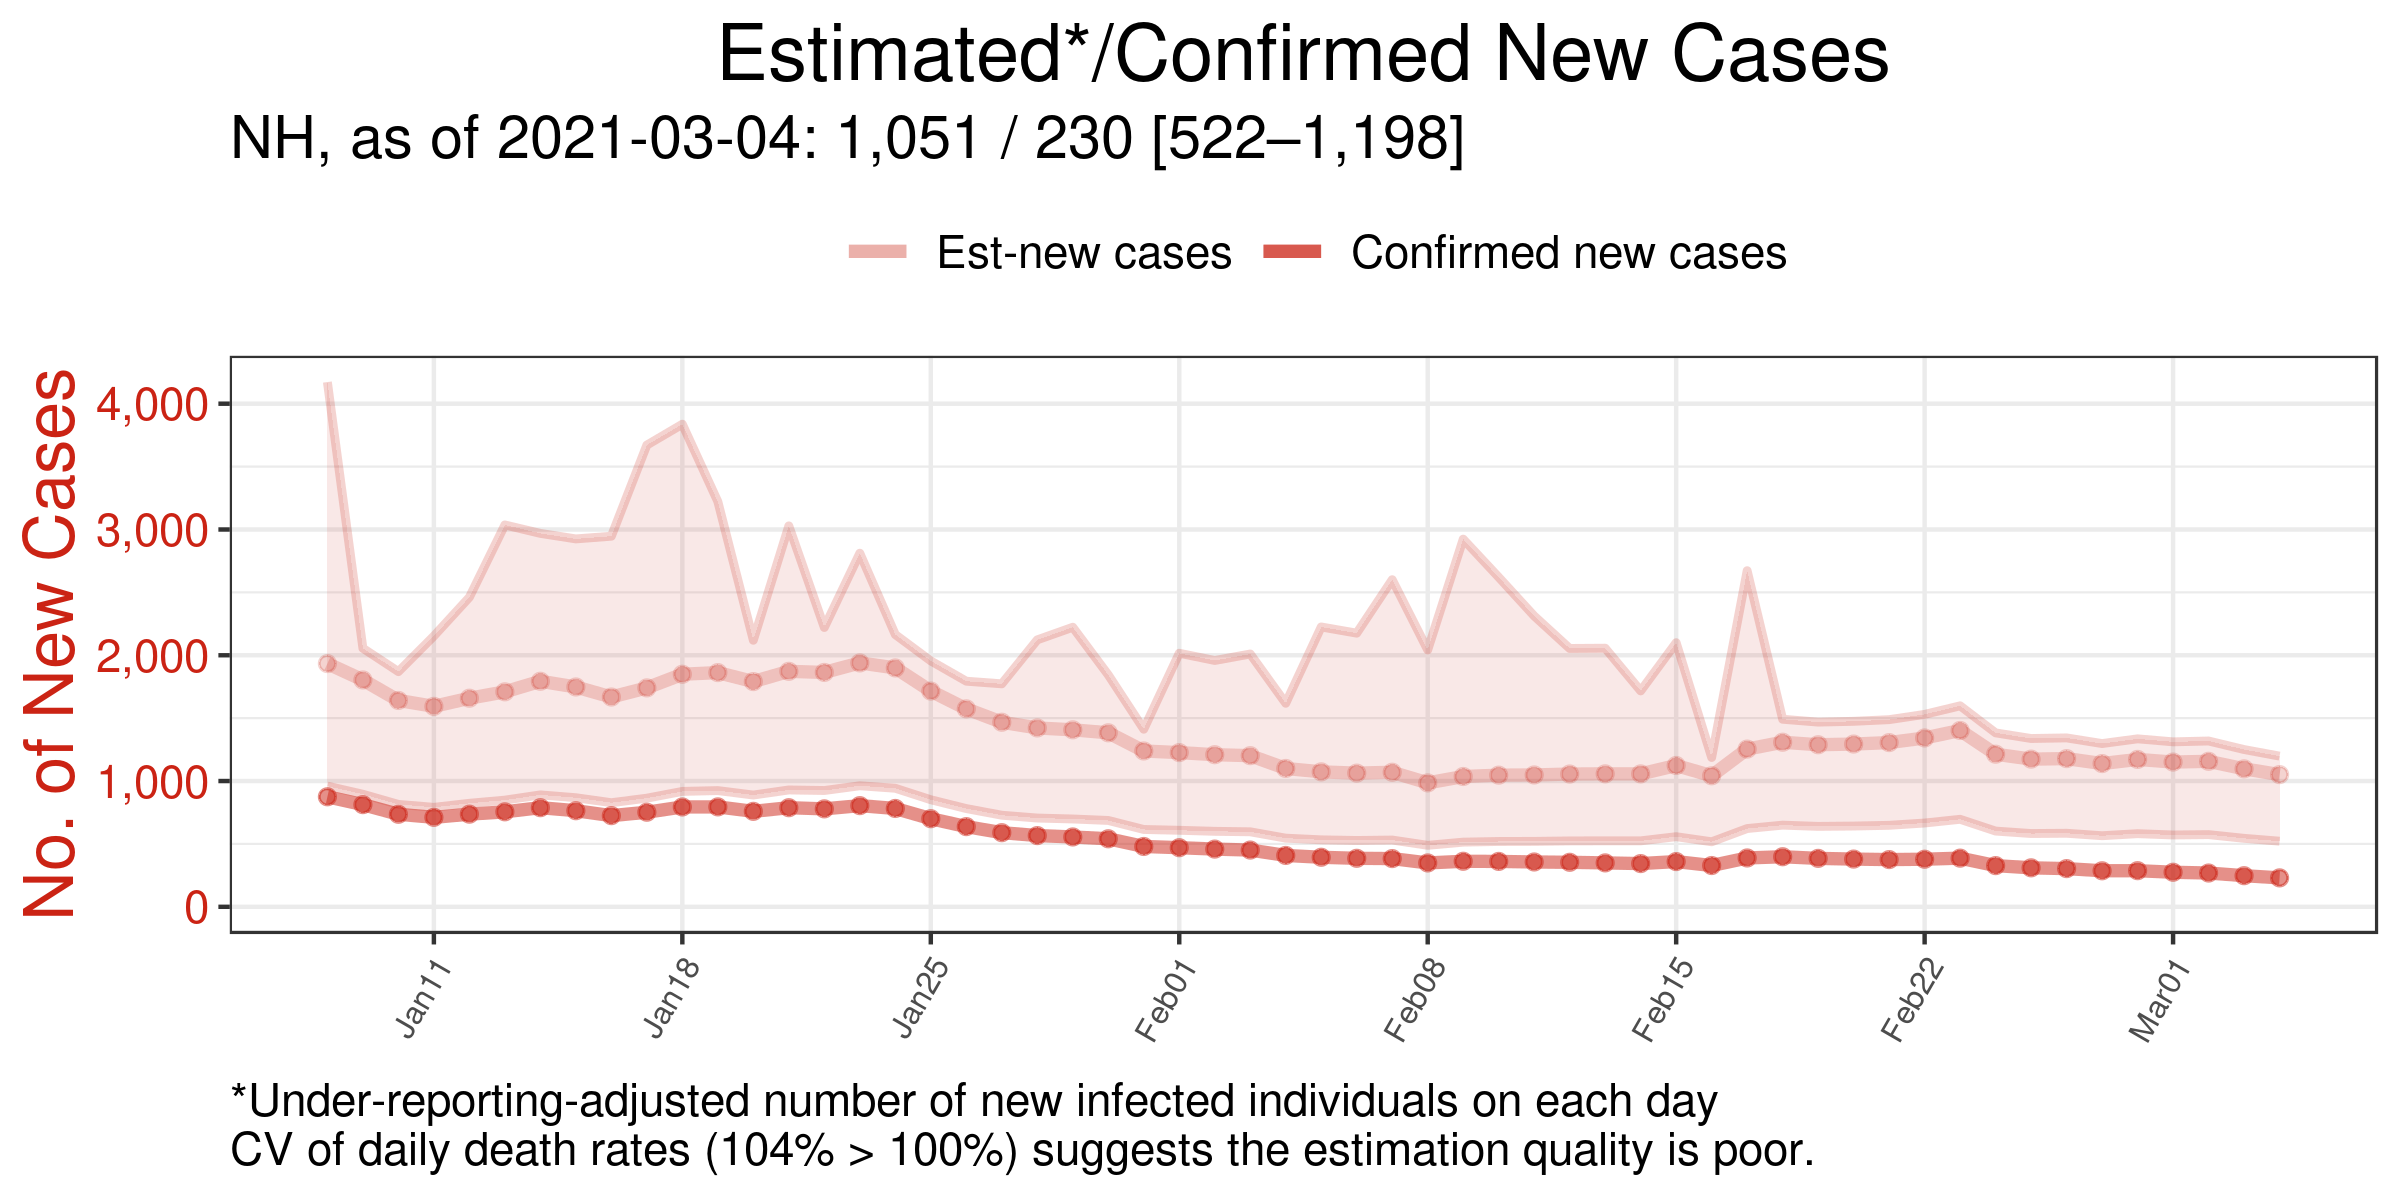 Estimated*/Confirmed New Cases
NH, as of 2021-03-04: 1,051 / 230 [522–1,198]
Est-new cases
Confirmed new cases
No. of New Cases
4,000
3,000
2,000
1,000
0
Jan11
Jan18
Jan25
Feb01
Feb08
Feb15
Feb22
Mar01
*Under-reporting-adjusted number of new infected individuals on each day
CV of daily death rates (104% > 100%) suggests the estimation quality is poor.